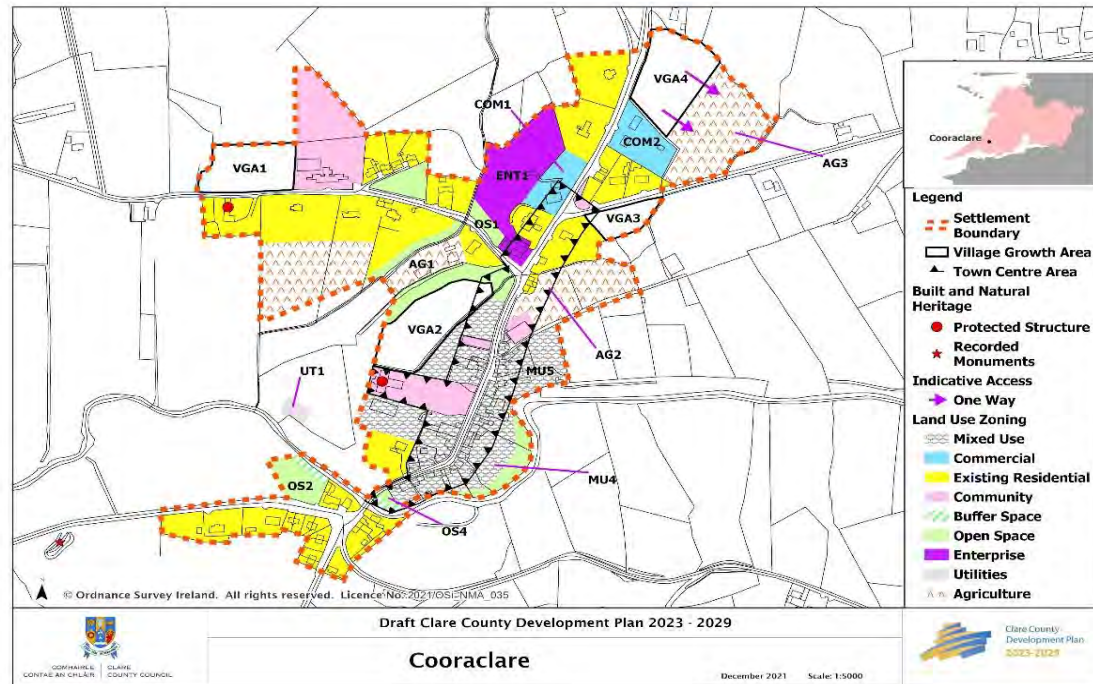 VGA4
COM1
COM2
AG3
VGA1
ENT1
OS1
VGA3
AG1
VGA2
AG2
UT1
MU5
OS2
MU4
OS4
Cooraclare
Legend
Settlement
Boundary
Village Growth Area
Town Centre Area
Built and Natural
Heritage
Protected Structure
Recorded
Monuments
Indicative Access
One Way
Land Use Zoning
Mixed Use
Commercial
Existing Residential
Community
Buffer Space
Open Space
Enterprise
Utilities
Agriculture
© Ordnance Survey Ireland. All rights reserved. Licence No: 2021/OSi-NMA_035
Draft Clare County Development Plan 2023 - 2029
Cooraclare
December 2021 Scale: 1:5000
COMHAIRLE CONTAE AN CHLÁIR
CLARE COUNTY COUNCIL
Clare County
Development Plan
2023-2029